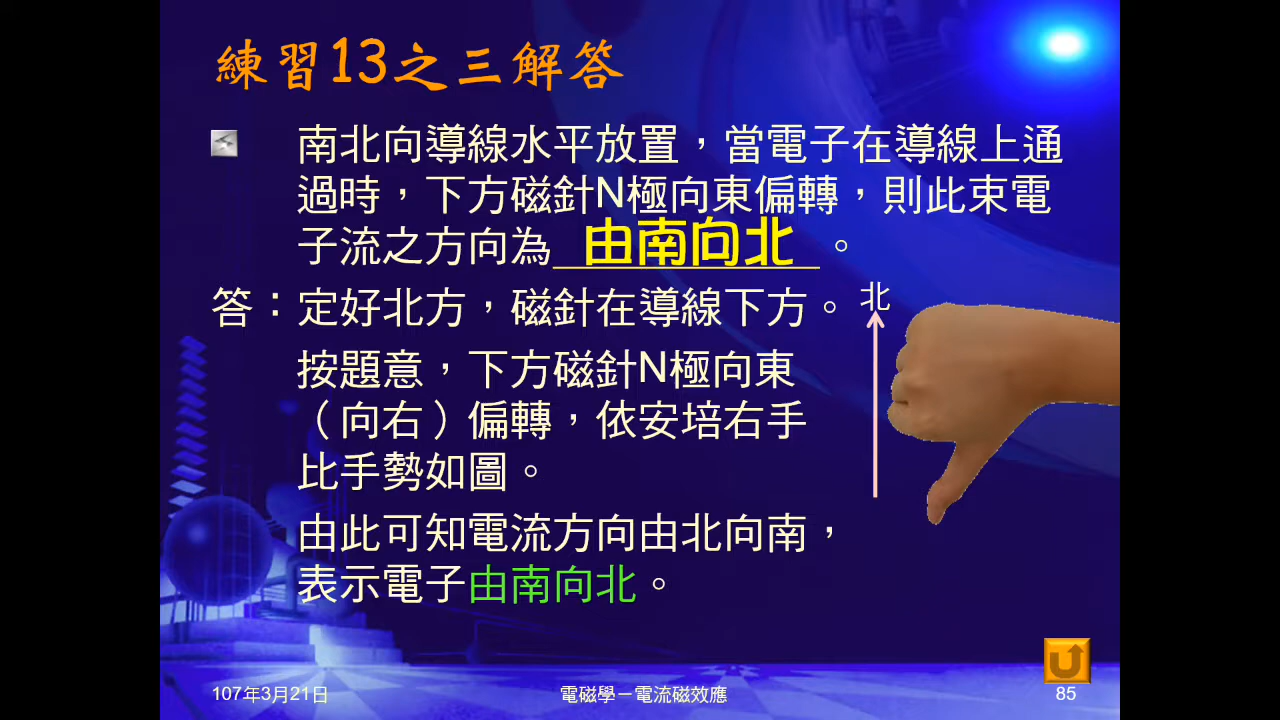 練習13之三解答
南北向導線水平放置，當電子在導線上通
過時，下方磁針N極向東偏轉，則此束電
子流之方向為 由南向北 。
答：定好北方，磁針在導線下方。
北
按題意，下方磁針N極向東
（向右）偏轉，依安培右手
比手勢如圖。
由此可知電流方向由北向南，
表示電子由南向北。
107年3月21日
電磁學－電流磁效應
85